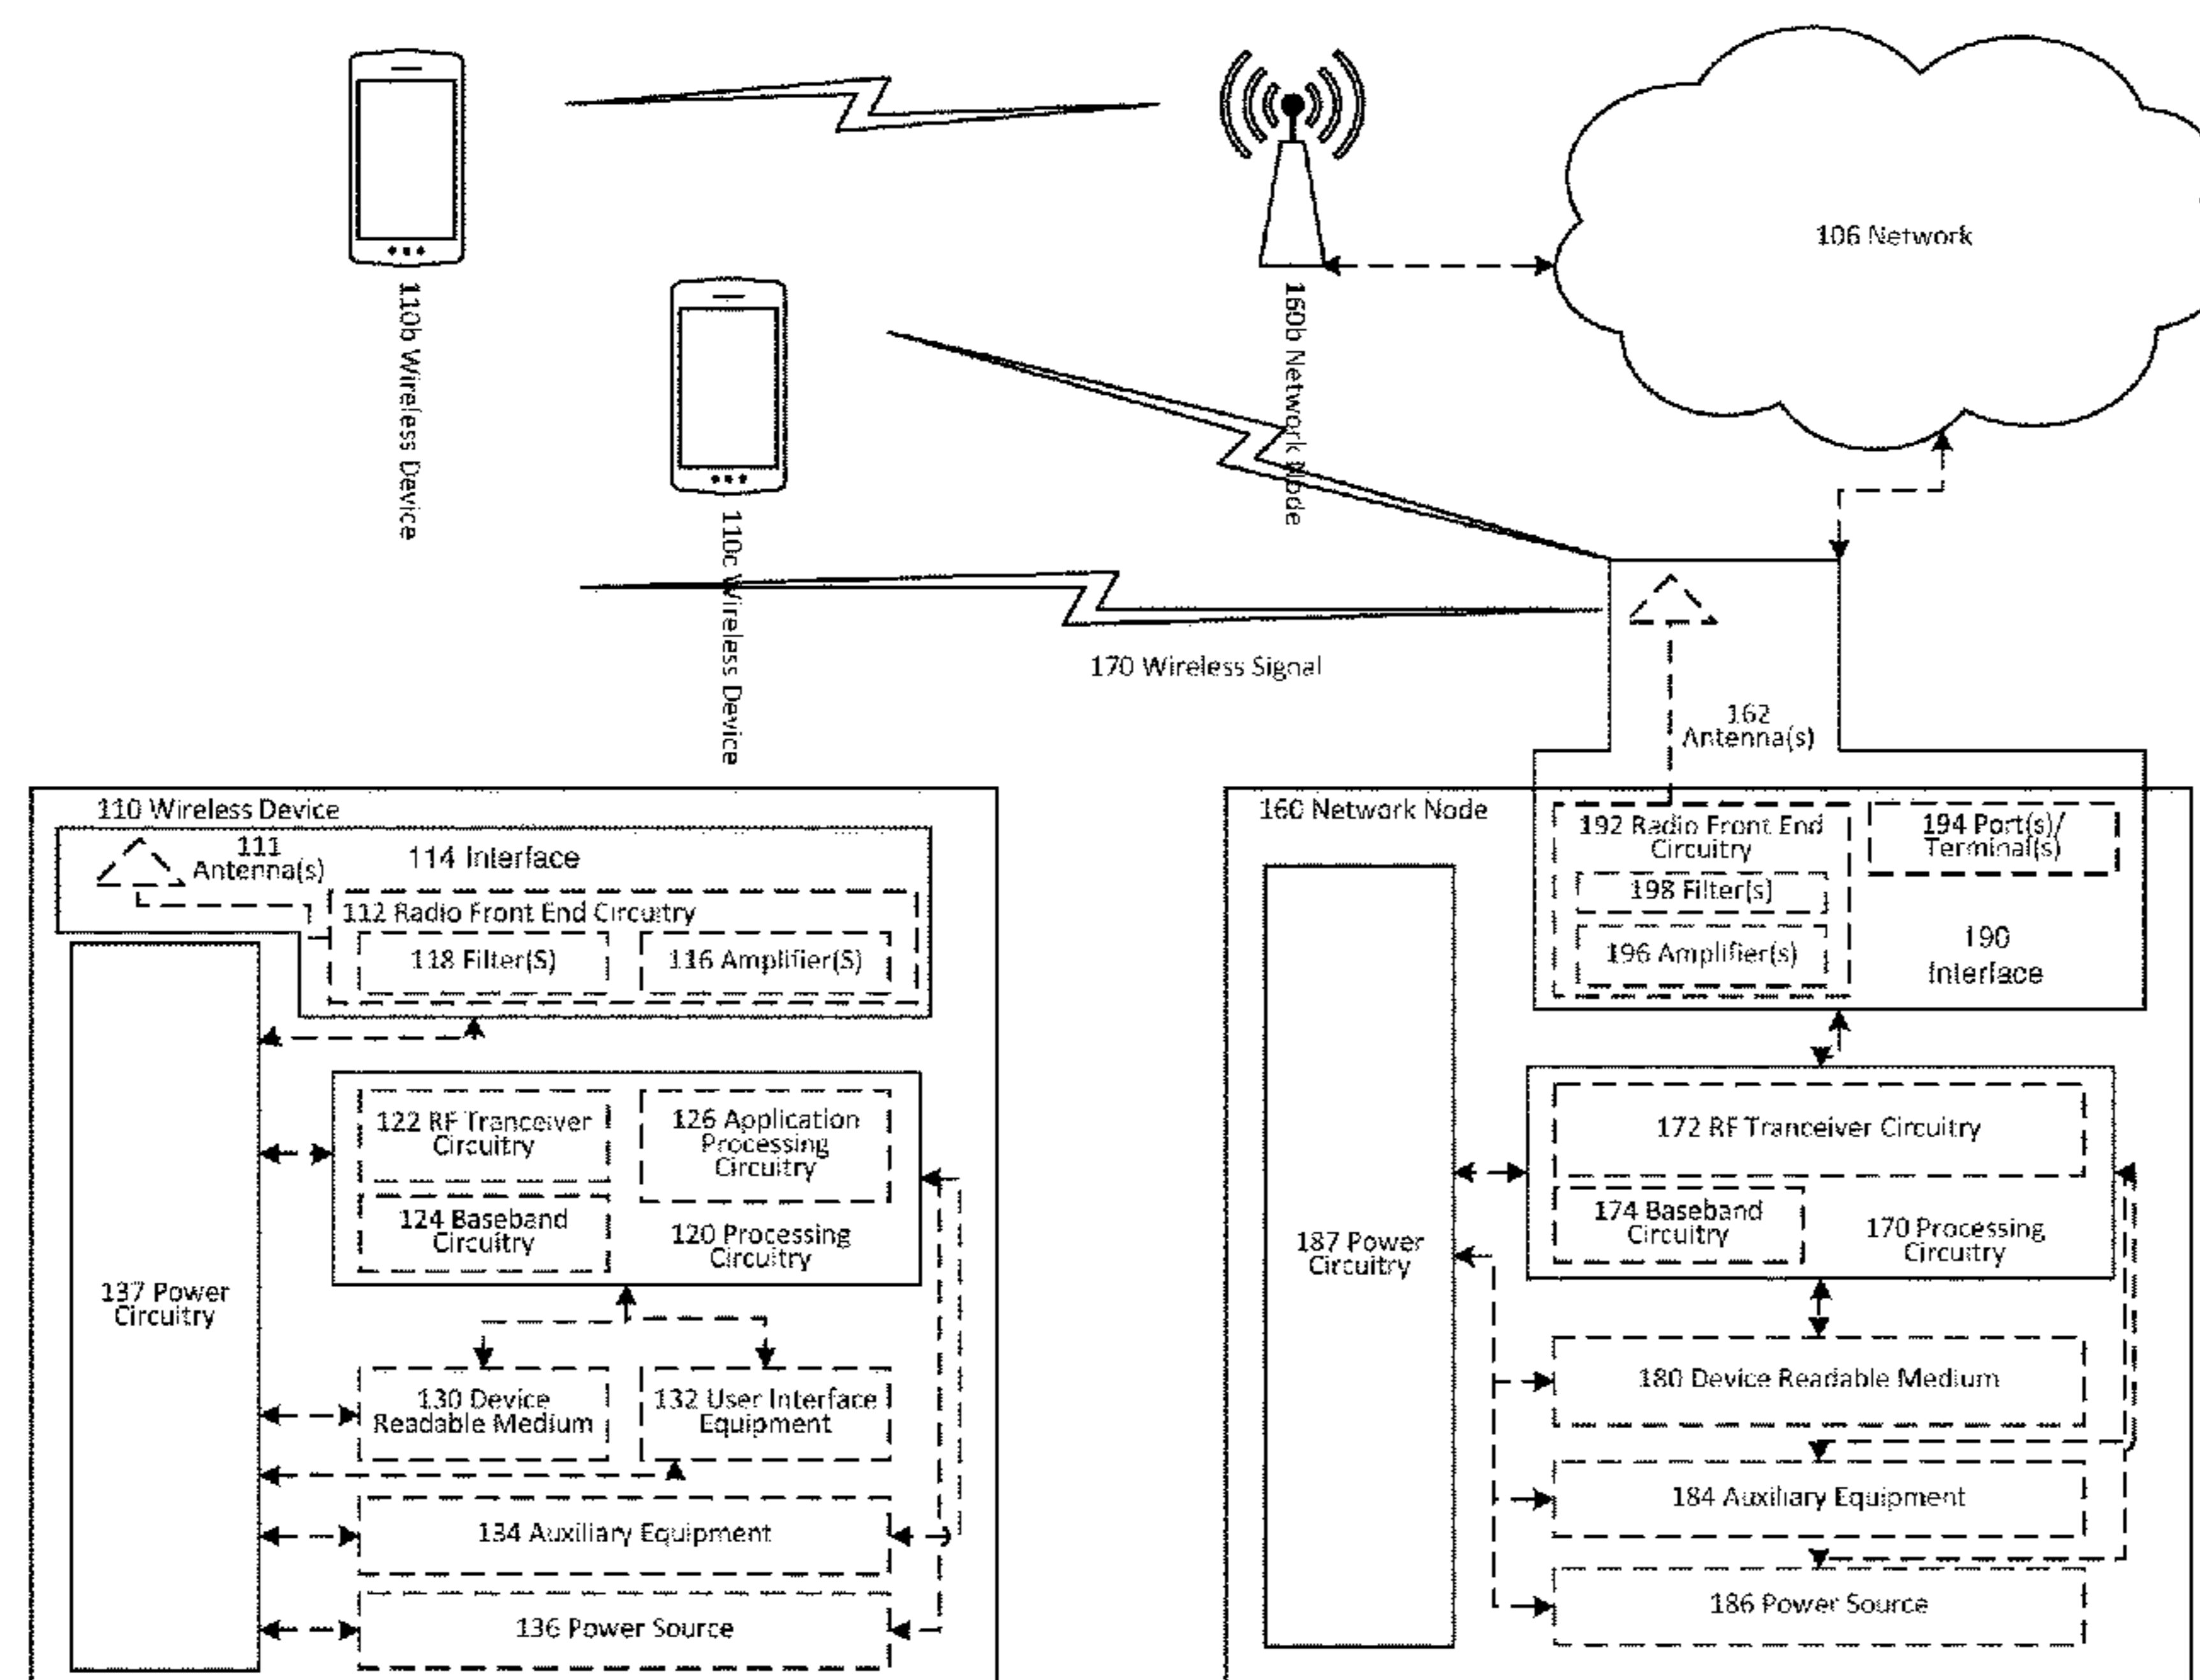 106 Network
110b Wireless Device
160b Network Node
110c Wireless Device
170 Wireless Signal
162
Antenna(s)
110 Wireless Device
111
Antenna(s)
114 Interface
112 Radio Front End Circuitry
118 Filter(S)
116 Amplifier(S)
137 Power
Circuitry
122 RF Tranceiver
Circuitry
126 Application
Processing
Circuitry
124 Baseband
Circuitry
120 Processing
Circuitry
130 Device
Readable Medium
132 User Interface
Equipment
134 Auxiliary Equipment
136 Power Source
160 Network Node
192 Radio Front End
Circuitry
194 Port(s)/
Terminal(s)
198 Filter(s)
196 Amplifier(s)
190
Interface
187 Power
Circuitry
172 RF Tranceiver Circuitry
174 Baseband
Circuitry
170 Processing
Circuitry
180 Device Readable Medium
184 Auxiliary Equipment
186 Power Source